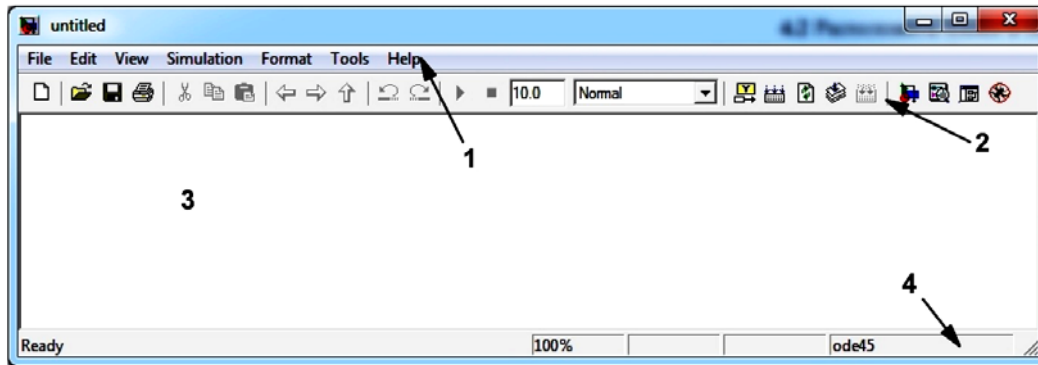 untitled
File Edit View Simulation Format Tools Help
10.0 Normal
1
2
3
4
Ready 100% ode45